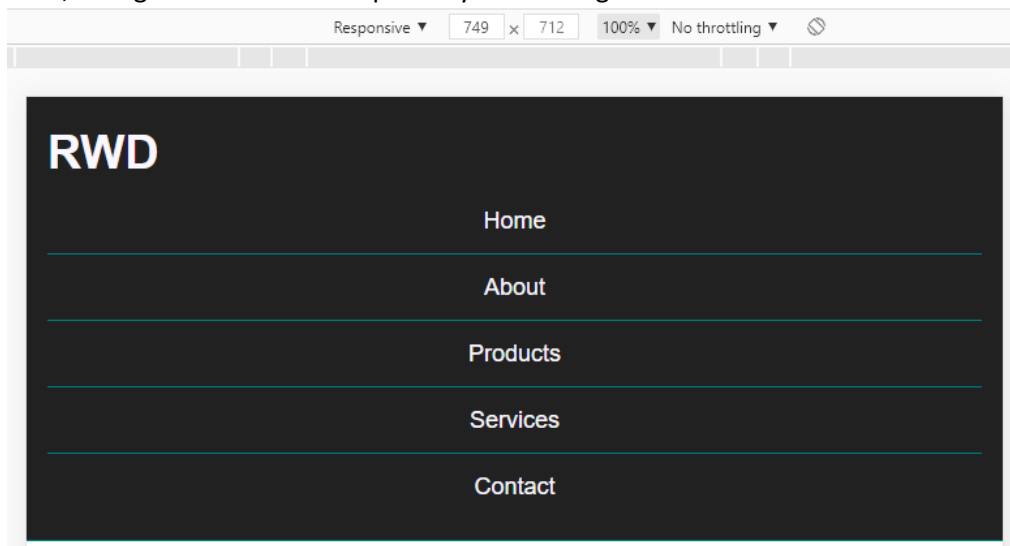 Responsive ▼ 749 x 712 100% ▼ No throttling ▼
RWD
Home
About
Products
Services
Contact